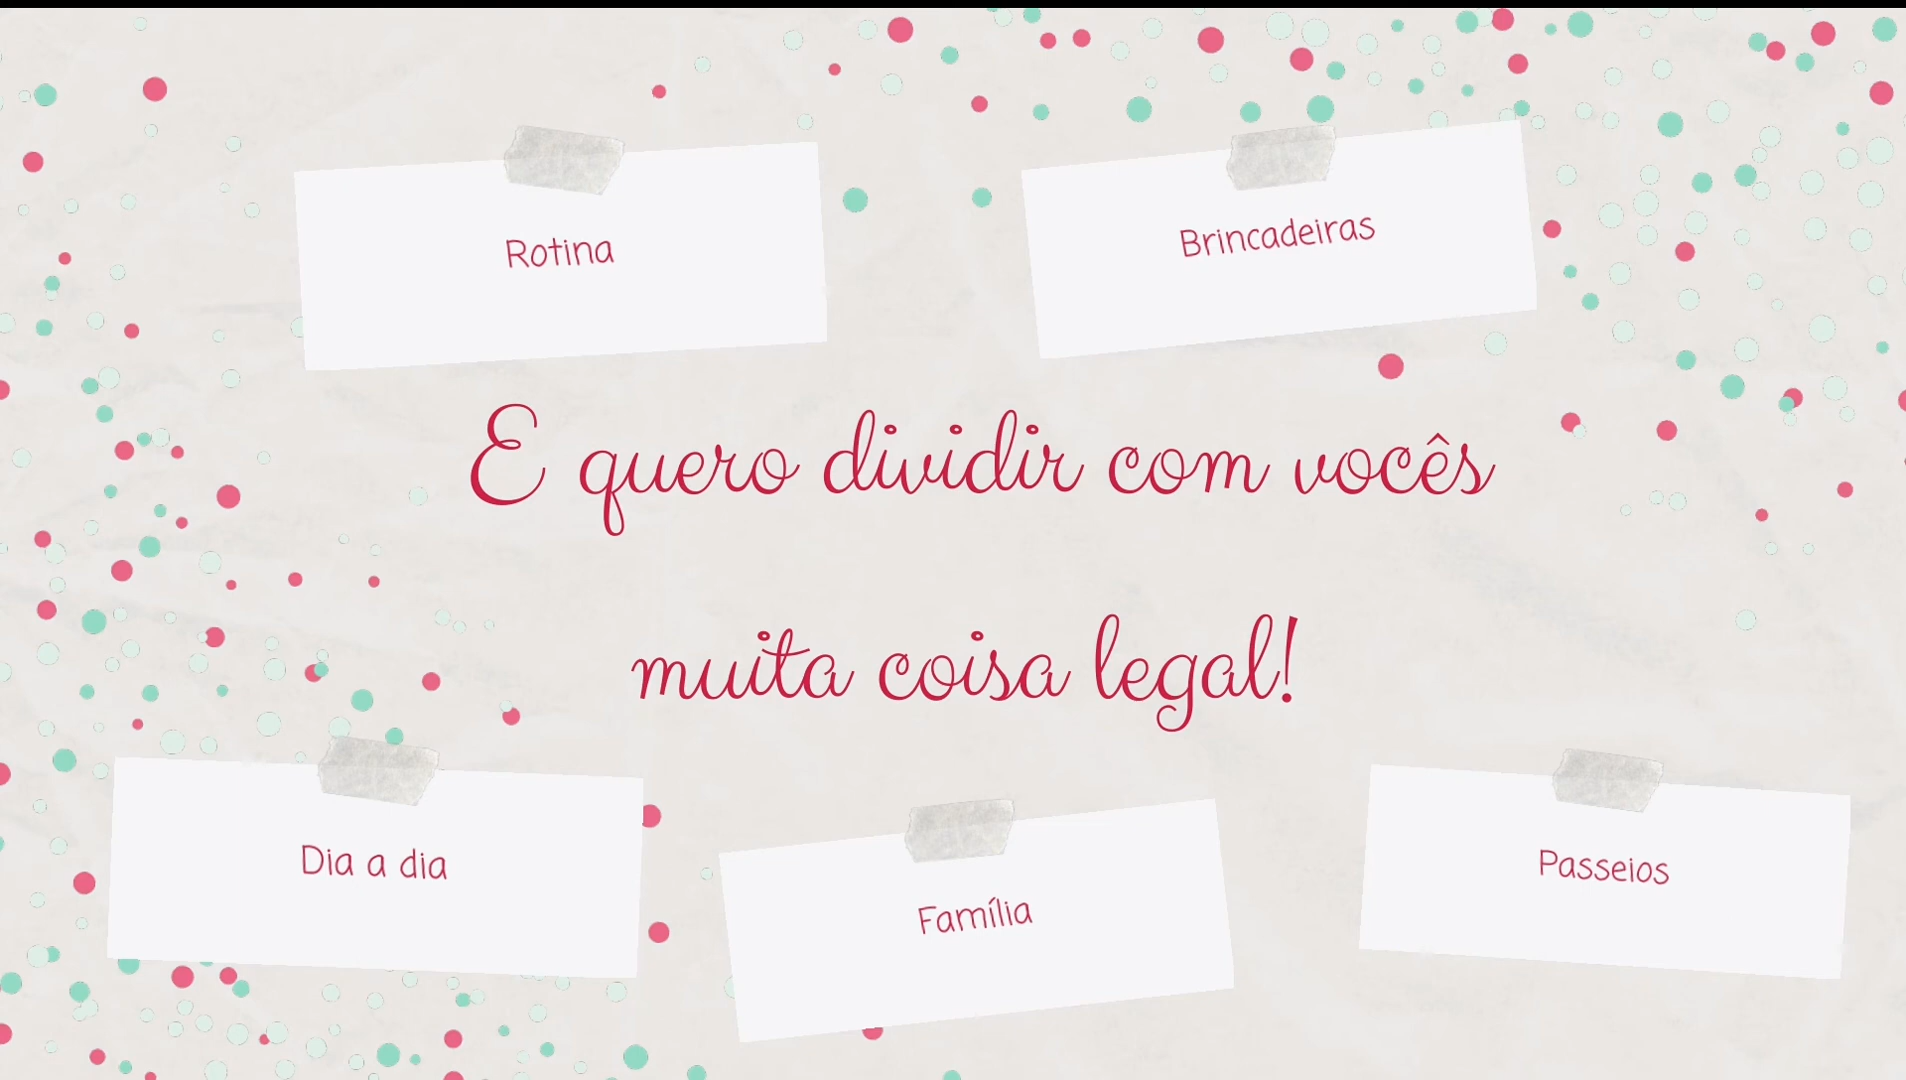 Rotina
Brincadeiras
E quero dividir com vocês
muita coisa legal!
Dia a dia
Família
Passeios